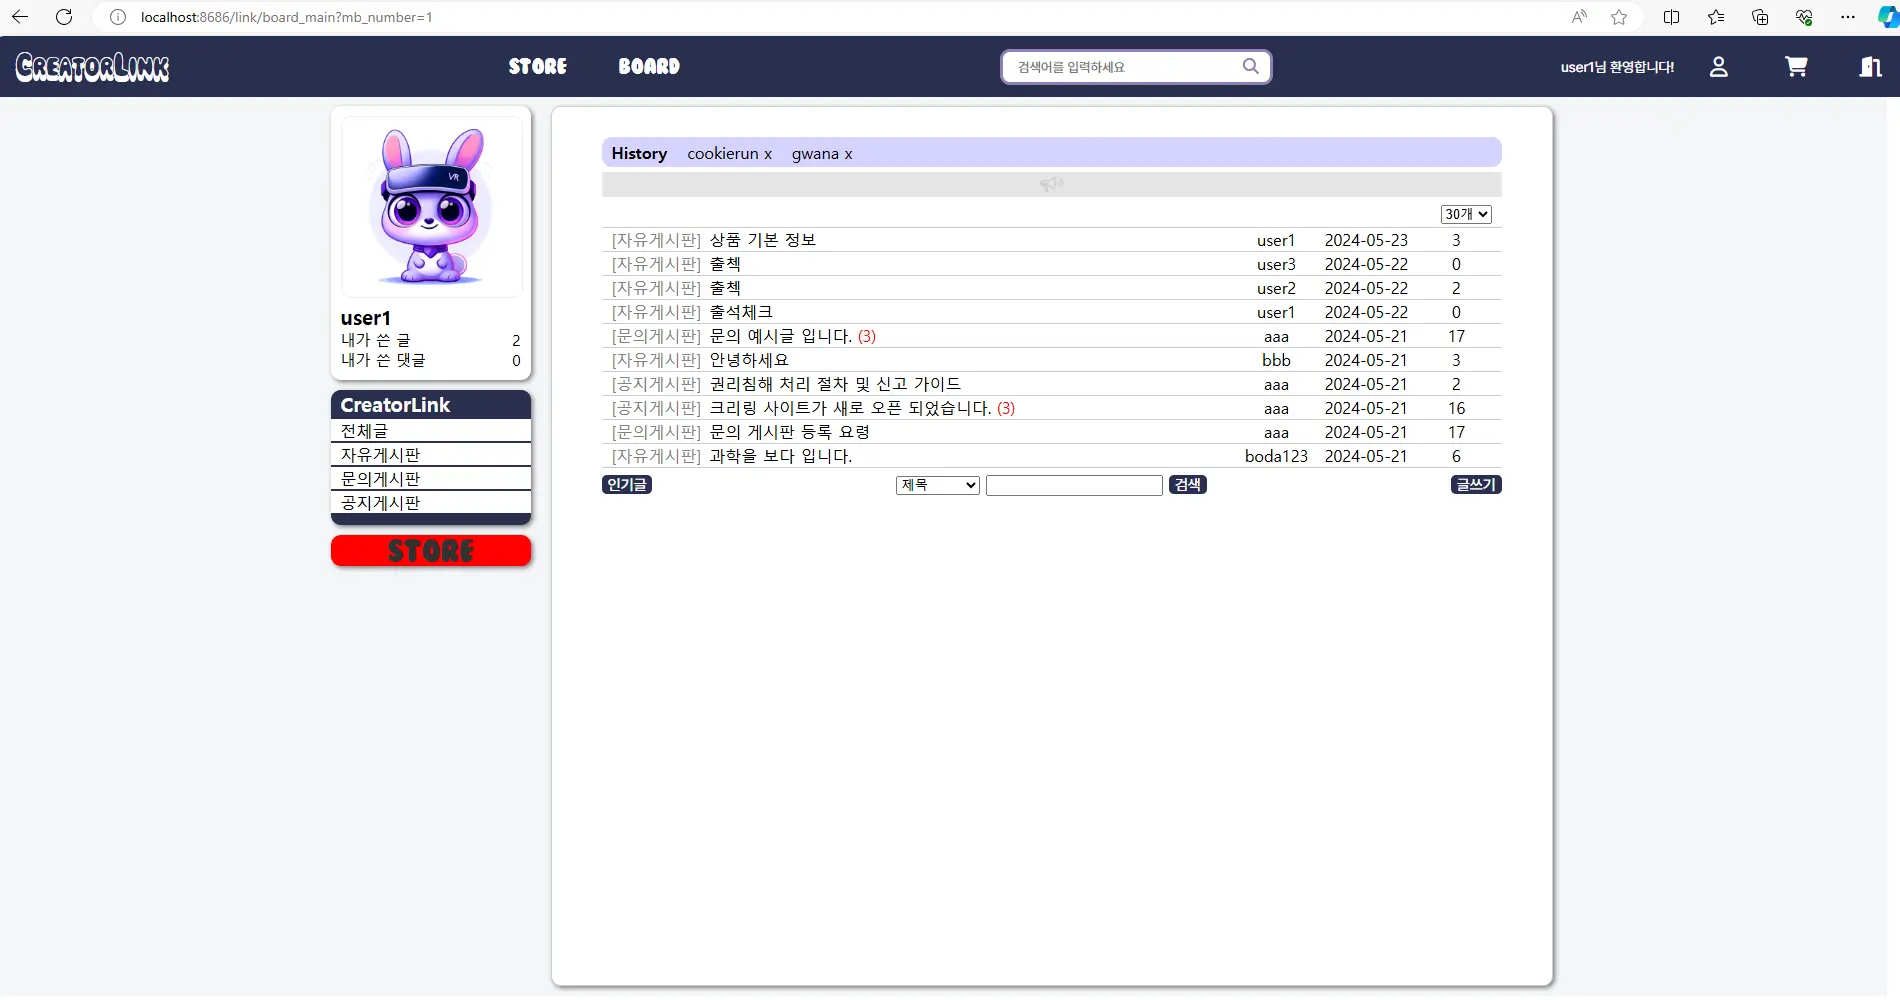 localhost:8686/link/board_main?mb_number=1
CREATORLINK STORE BOARD 검색어를 입력하세요 user1님 환영합니다!
VR
user1
내가 쓴 글 2
내가 쓴 댓글 0
CreatorLink
전체글
자유게시판
문의게시판
공지게시판
STORE
History cookierun x gwana x
30개
[자유게시판] 상품 기본 정보 user1 2024-05-23 3
[자유게시판] 출첵 user3 2024-05-22 0
[자유게시판] 출첵 user2 2024-05-22 2
[자유게시판] 출석체크 user1 2024-05-22 0
[문의게시판] 문의 예시글 입니다. (3) aaa 2024-05-21 17
[자유게시판] 안녕하세요 bbb 2024-05-21 3
[공지게시판] 권리침해 처리 절차 및 신고 가이드 aaa 2024-05-21 2
[공지게시판] 크리링 사이트가 새로 오픈 되었습니다. (3) aaa 2024-05-21 16
[문의게시판] 문의 게시판 등록 요령 aaa 2024-05-21 17
[자유게시판] 과학을 보다 입니다. boda123 2024-05-21 6
인기글 제목 검색 글쓰기